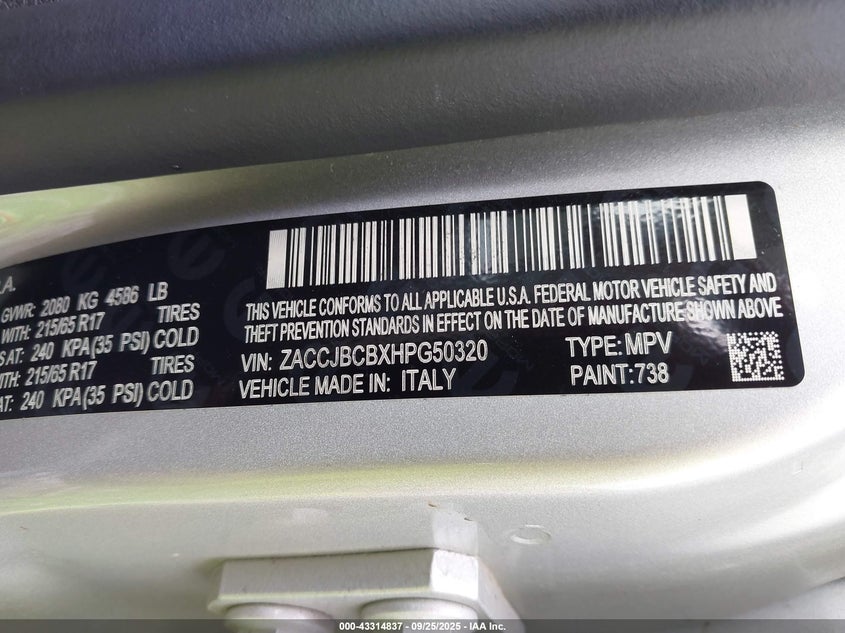 .A.
GVWR: 2080 KG 4586 LB
WITH: 215/65 R17 TIRES
S AT: 240 KPA(35 PSI) COLD
WITH: 215/65 R17 TIRES
AT: 240 KPA(35 PSI) COLD
THIS VEHICLE CONFORMS TO ALL APPLICABLE U.S.A. FEDERAL MOTOR VEHICLE SAFETY AND
THEFT PREVENTION STANDARDS IN EFFECT ON THE DATE OF MANUFACTURE SHOWN ABOVE
VIN: ZACCJBCBXHPG50320 TYPE: MPV
VEHICLE MADE IN: ITALY PAINT:738
000-43314837 - 09/25/2025 - IAA Inc.